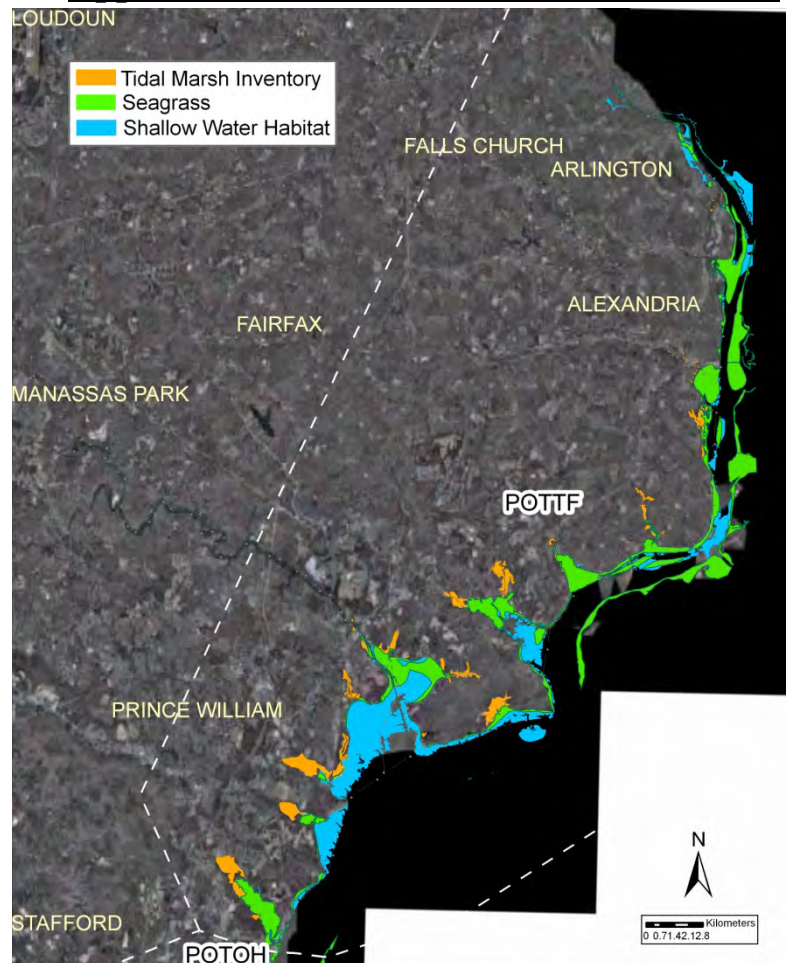 LOUDOUN
Tidal Marsh Inventory
Seagrass
Shallow Water Habitat
FALLS CHURCH
ARLINGTON
ALEXANDRIA
FAIRFAX
MANASSAS PARK
POTTF
PRINCE WILLIAM
N
STAFFORD
Kilometers
0 0.71.42.12.8
POTOH